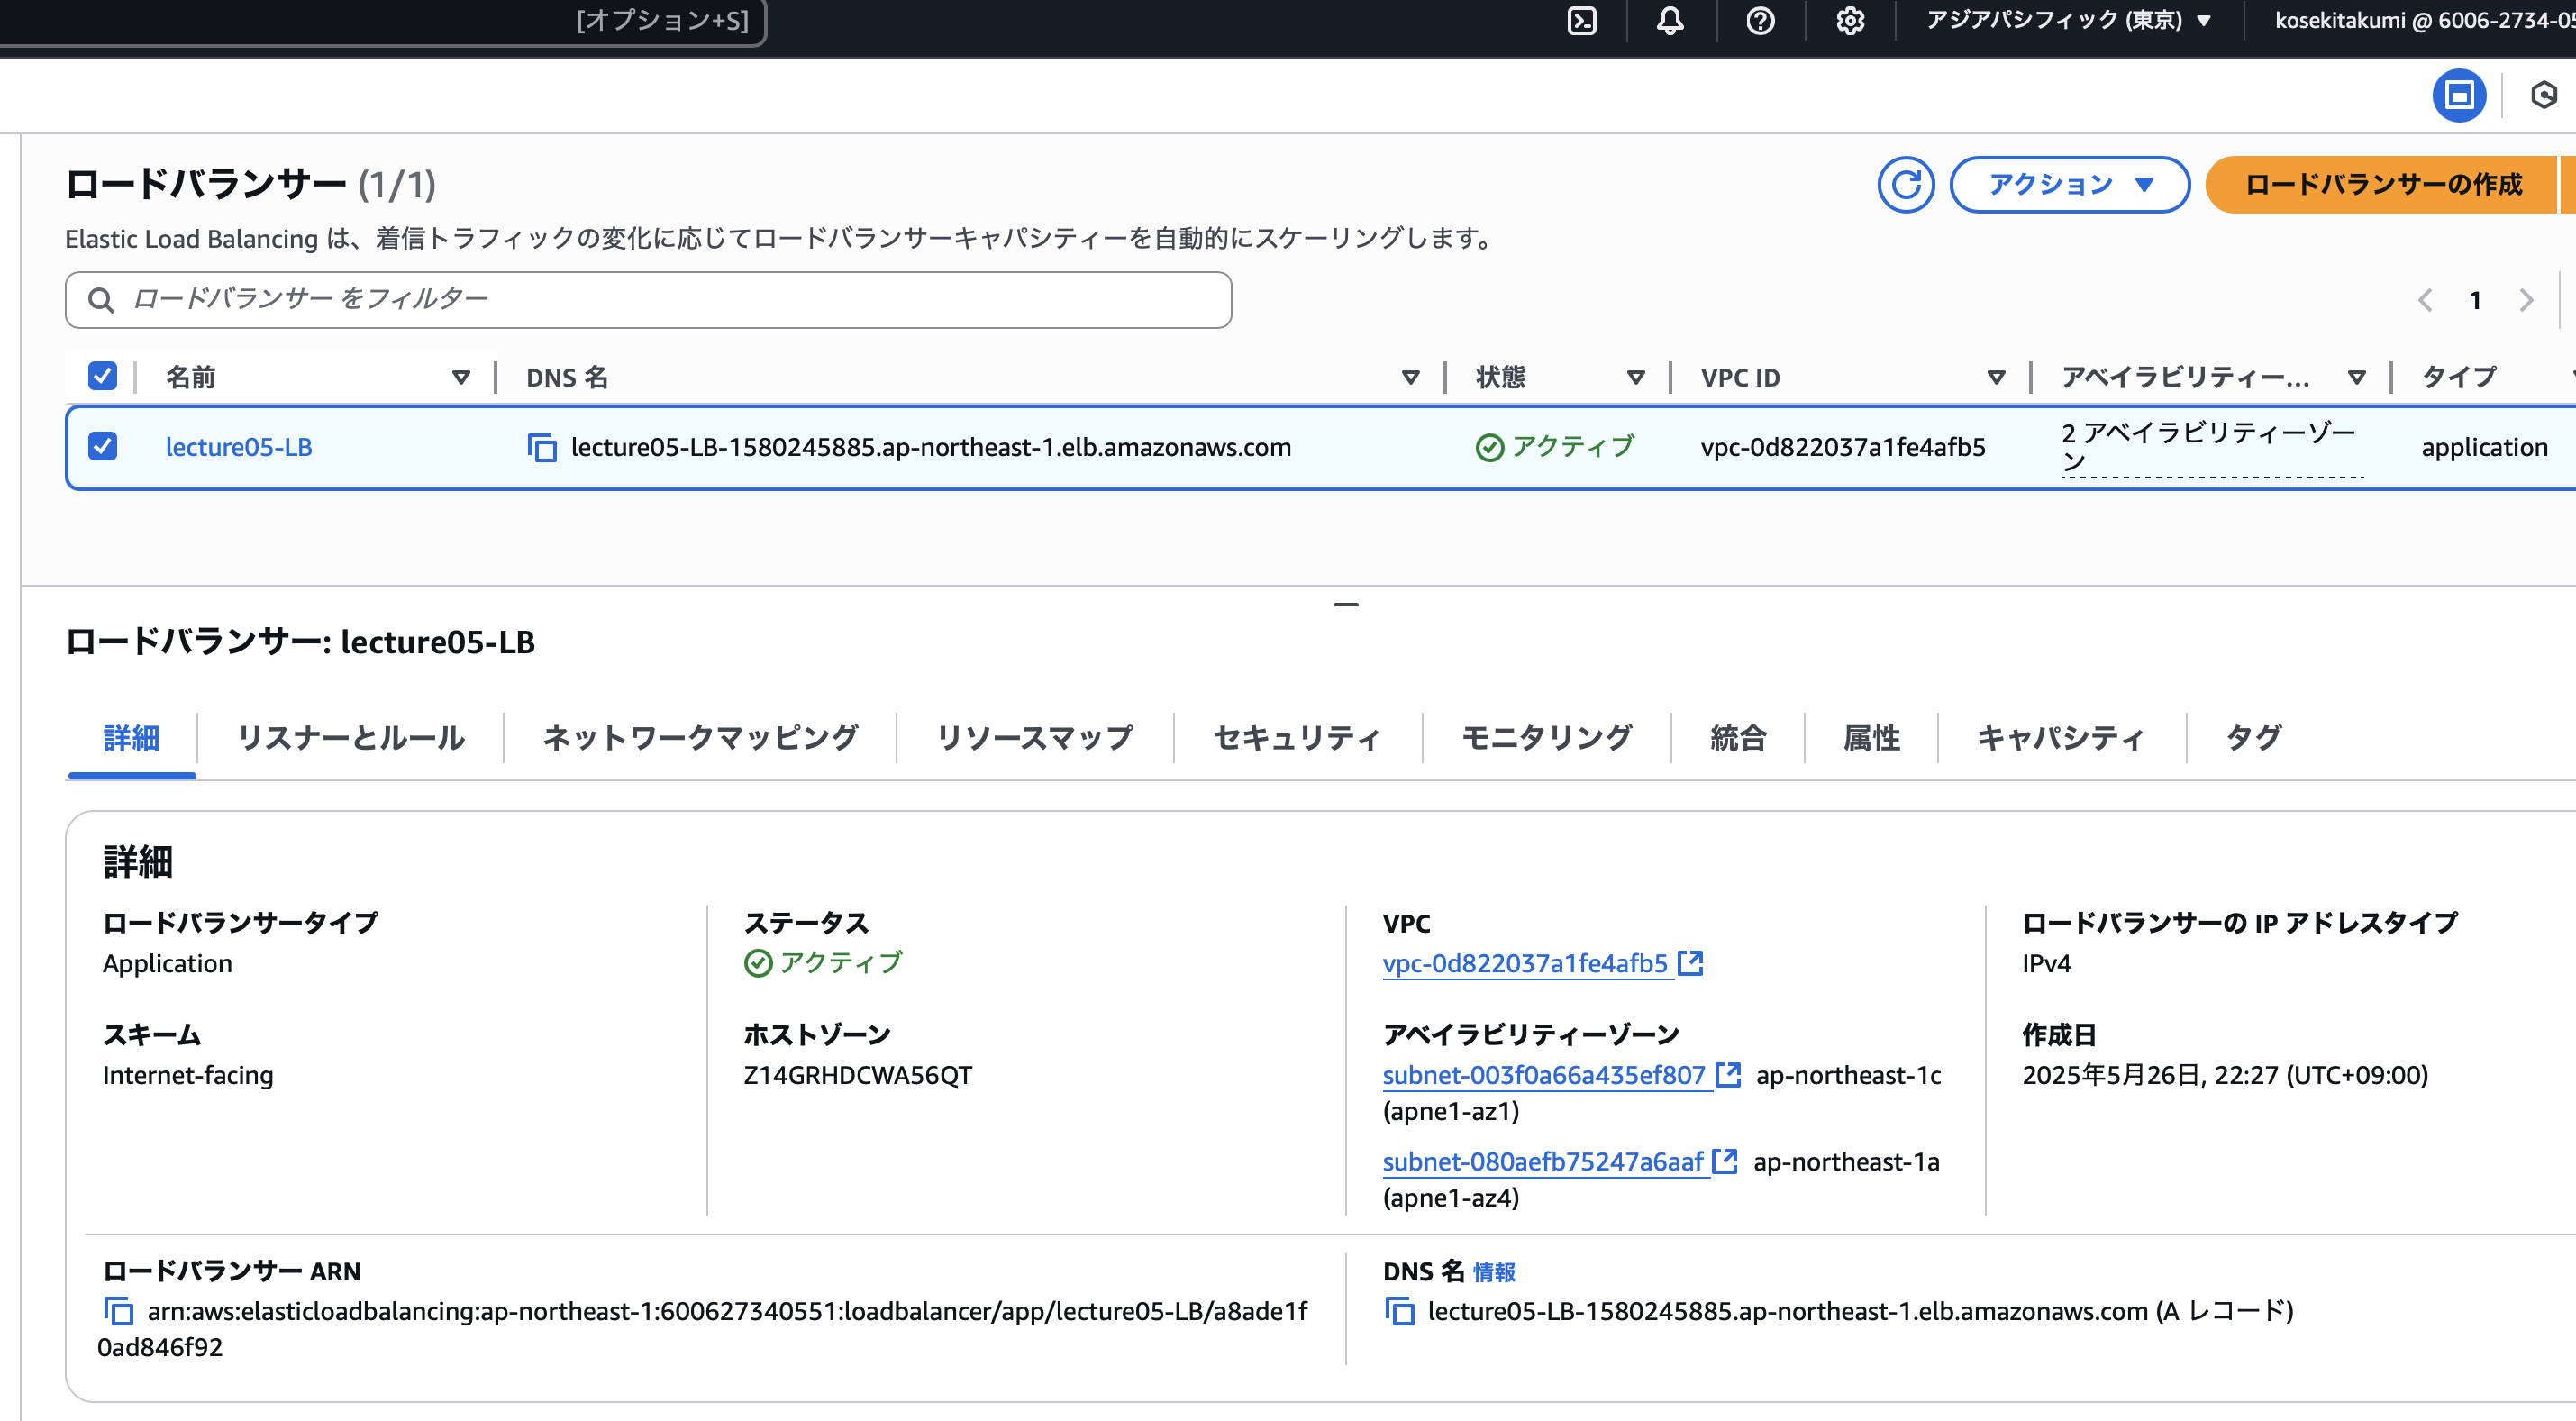 [オプション+S]
アジアパシフィック (東京) ▼
kosekitakumi @ 6006-2734-05
ロードバランサー (1/1)
アクション ▼
ロードバランサーの作成
Elastic Load Balancing は、着信トラフィックの変化に応じてロードバランサーキャパシティーを自動的にスケーリングします。
ロードバランサー をフィルター
1
名前
DNS 名
状態
VPC ID
アベイラビリティー...
タイプ
lecture05-LB
lecture05-LB-1580245885.ap-northeast-1.elb.amazonaws.com
アクティブ
vpc-0d822037a1fe4afb5
2 アベイラビリティーゾー
ン
application
ロードバランサー: lecture05-LB
詳細
リスナーとルール
ネットワークマッピング
リソースマップ
セキュリティ
モニタリング
統合
属性
キャパシティ
タグ
詳細
ロードバランサータイプ
Application
ステータス
アクティブ
VPC
vpc-0d822037a1fe4afb5
ロードバランサーの IP アドレスタイプ
IPv4
スキーム
Internet-facing
ホストゾーン
Z14GRHDCWA56QT
アベイラビリティーゾーン
subnet-003f0a66a435ef807 ap-northeast-1c
(apne1-az1)
subnet-080aefb75247a6aaf ap-northeast-1a
(apne1-az4)
作成日
2025年5月26日, 22:27 (UTC+09:00)
ロードバランサー ARN
arn:aws:elasticloadbalancing:ap-northeast-1:600627340551:loadbalancer/app/lecture05-LB/a8ade1f
0ad846f92
DNS 名 情報
lecture05-LB-1580245885.ap-northeast-1.elb.amazonaws.com (A レコード)